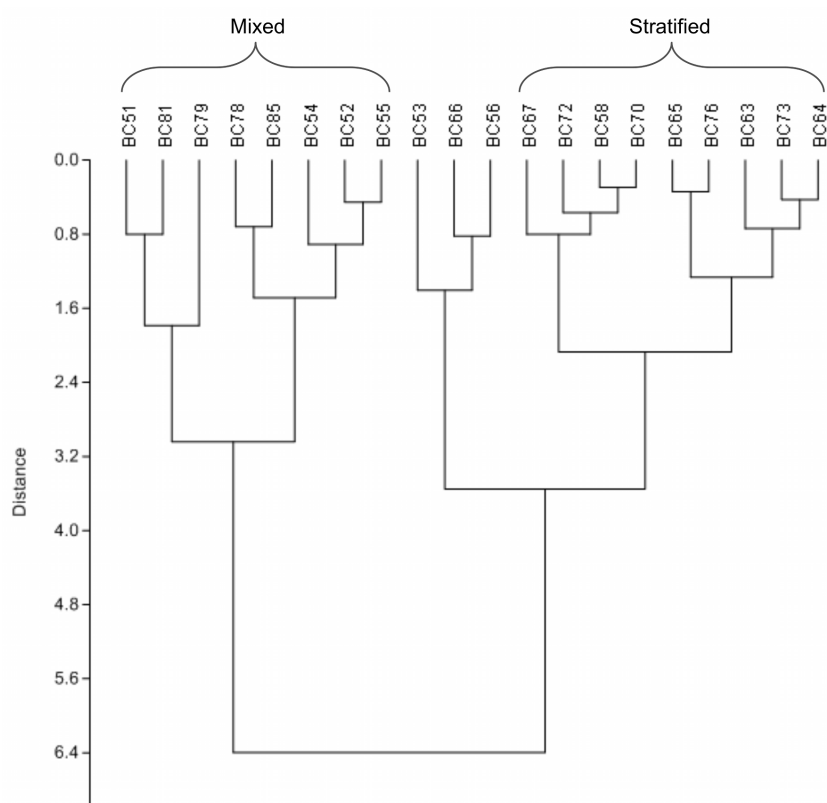 Mixed
Stratified
BC51
BC81
BC79
BC78
BC85
BC54
BC52
BC55
BC53
BC66
BC56
BC67
BC72
BC58
BC70
BC65
BC76
BC63
BC73
BC64
0.0
0.8
1.6
2.4
3.2
4.0
4.8
5.6
6.4
Distance